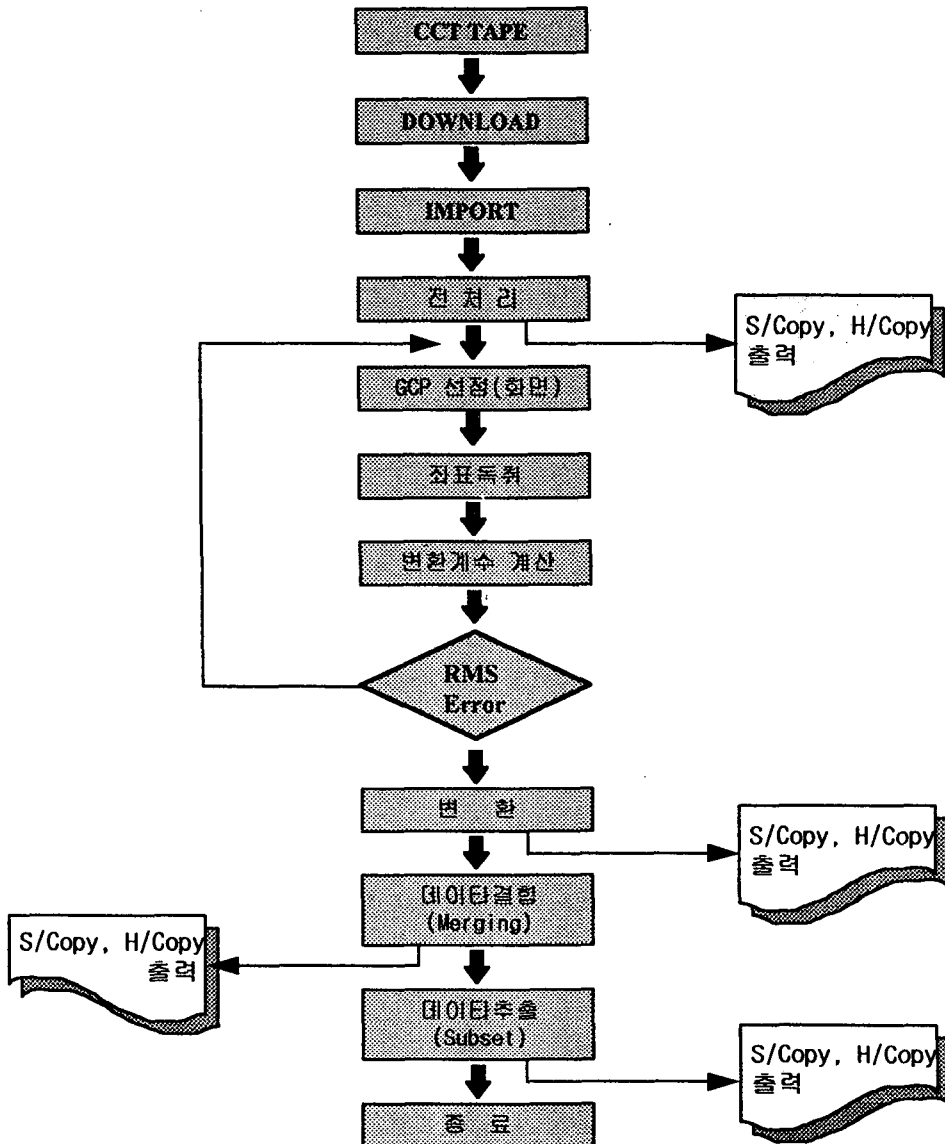 CCT TAPE
DOWNLOAD
IMPORT
전 처 리
S/Copy, H/Copy
출력
GCP 선정(화면)
좌표독취
변환계수 계산
RMS
Error
변 환
S/Copy, H/Copy
출력
데이타결합
(Merging)
S/Copy, H/Copy
출력
데이타추출
(Subset)
S/Copy, H/Copy
출력
종 료